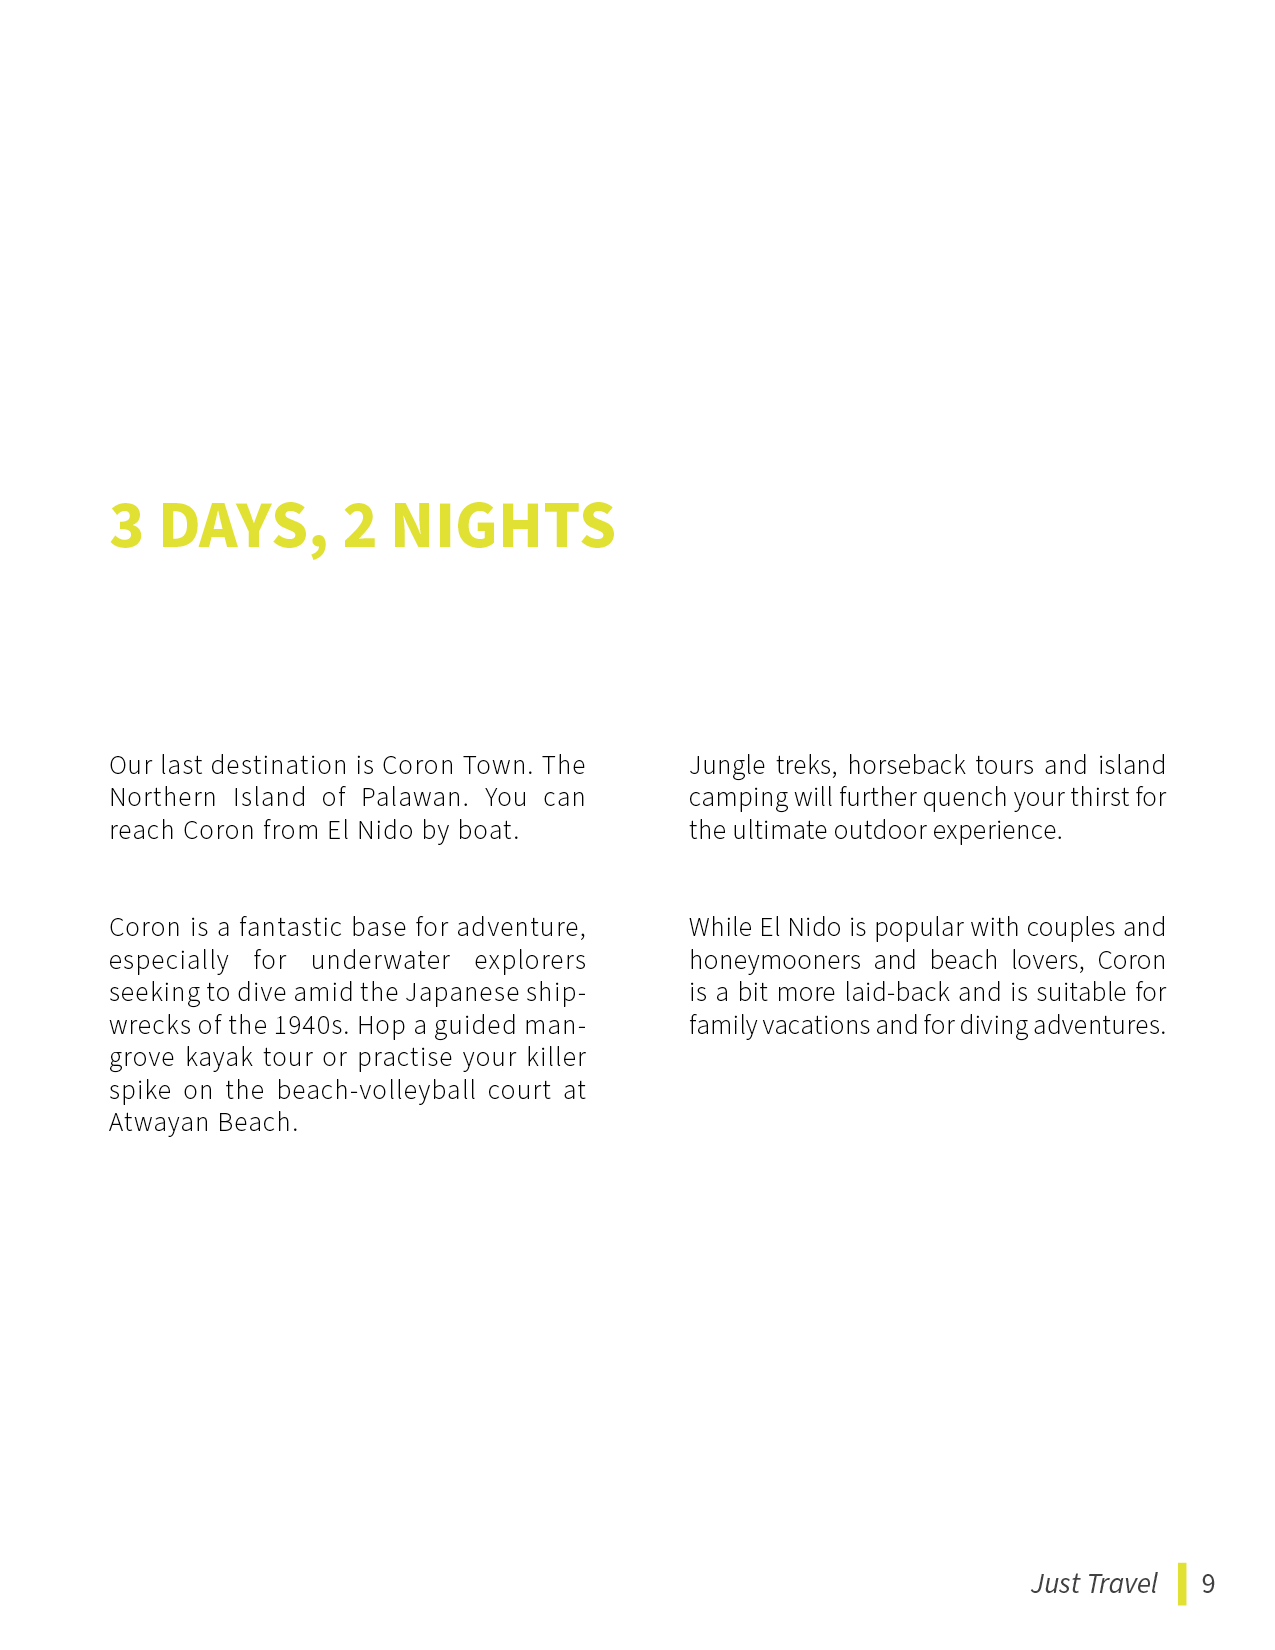 3 DAYS, 2 NIGHTS
Our last destination is Coron Town. The
Northern Island of Palawan. You can
reach Coron from El Nido by boat.
Coron is a fantastic base for adventure,
especially for underwater explorers
seeking to dive amid the Japanese ship-
wrecks of the 1940s. Hop a guided man-
grove kayak tour or practise your killer
spike on the beach-volleyball court at
Atwayan Beach.
Jungle treks, horseback tours and island
camping will further quench your thirst for
the ultimate outdoor experience.
While El Nido is popular with couples and
honeymooners and beach lovers, Coron
is a bit more laid-back and is suitable for
family vacations and for diving adventures.
Just Travel 9